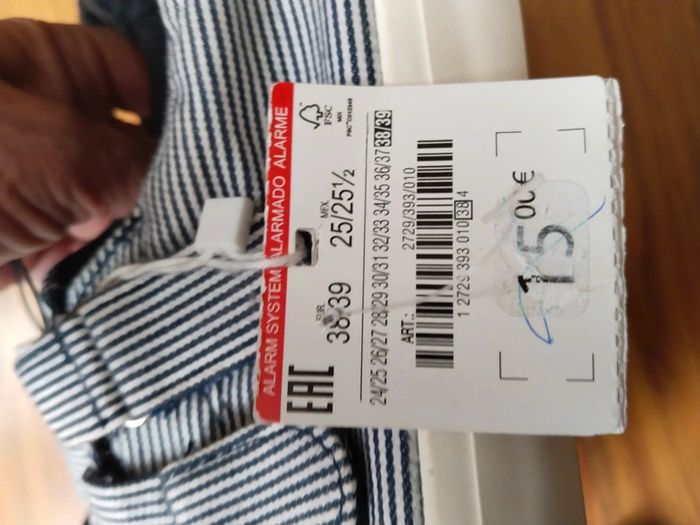 ALARM SYSTEM ALARMADO ALARME
EAC
FSC
MIX
EUR
38/39
MEX
25/25½
24/25 26/27 28/29 30/31 32/33 34/35 36/37 38/39
ART.: 2729/393/010
1 2729 393 010 38 4
15 00 €